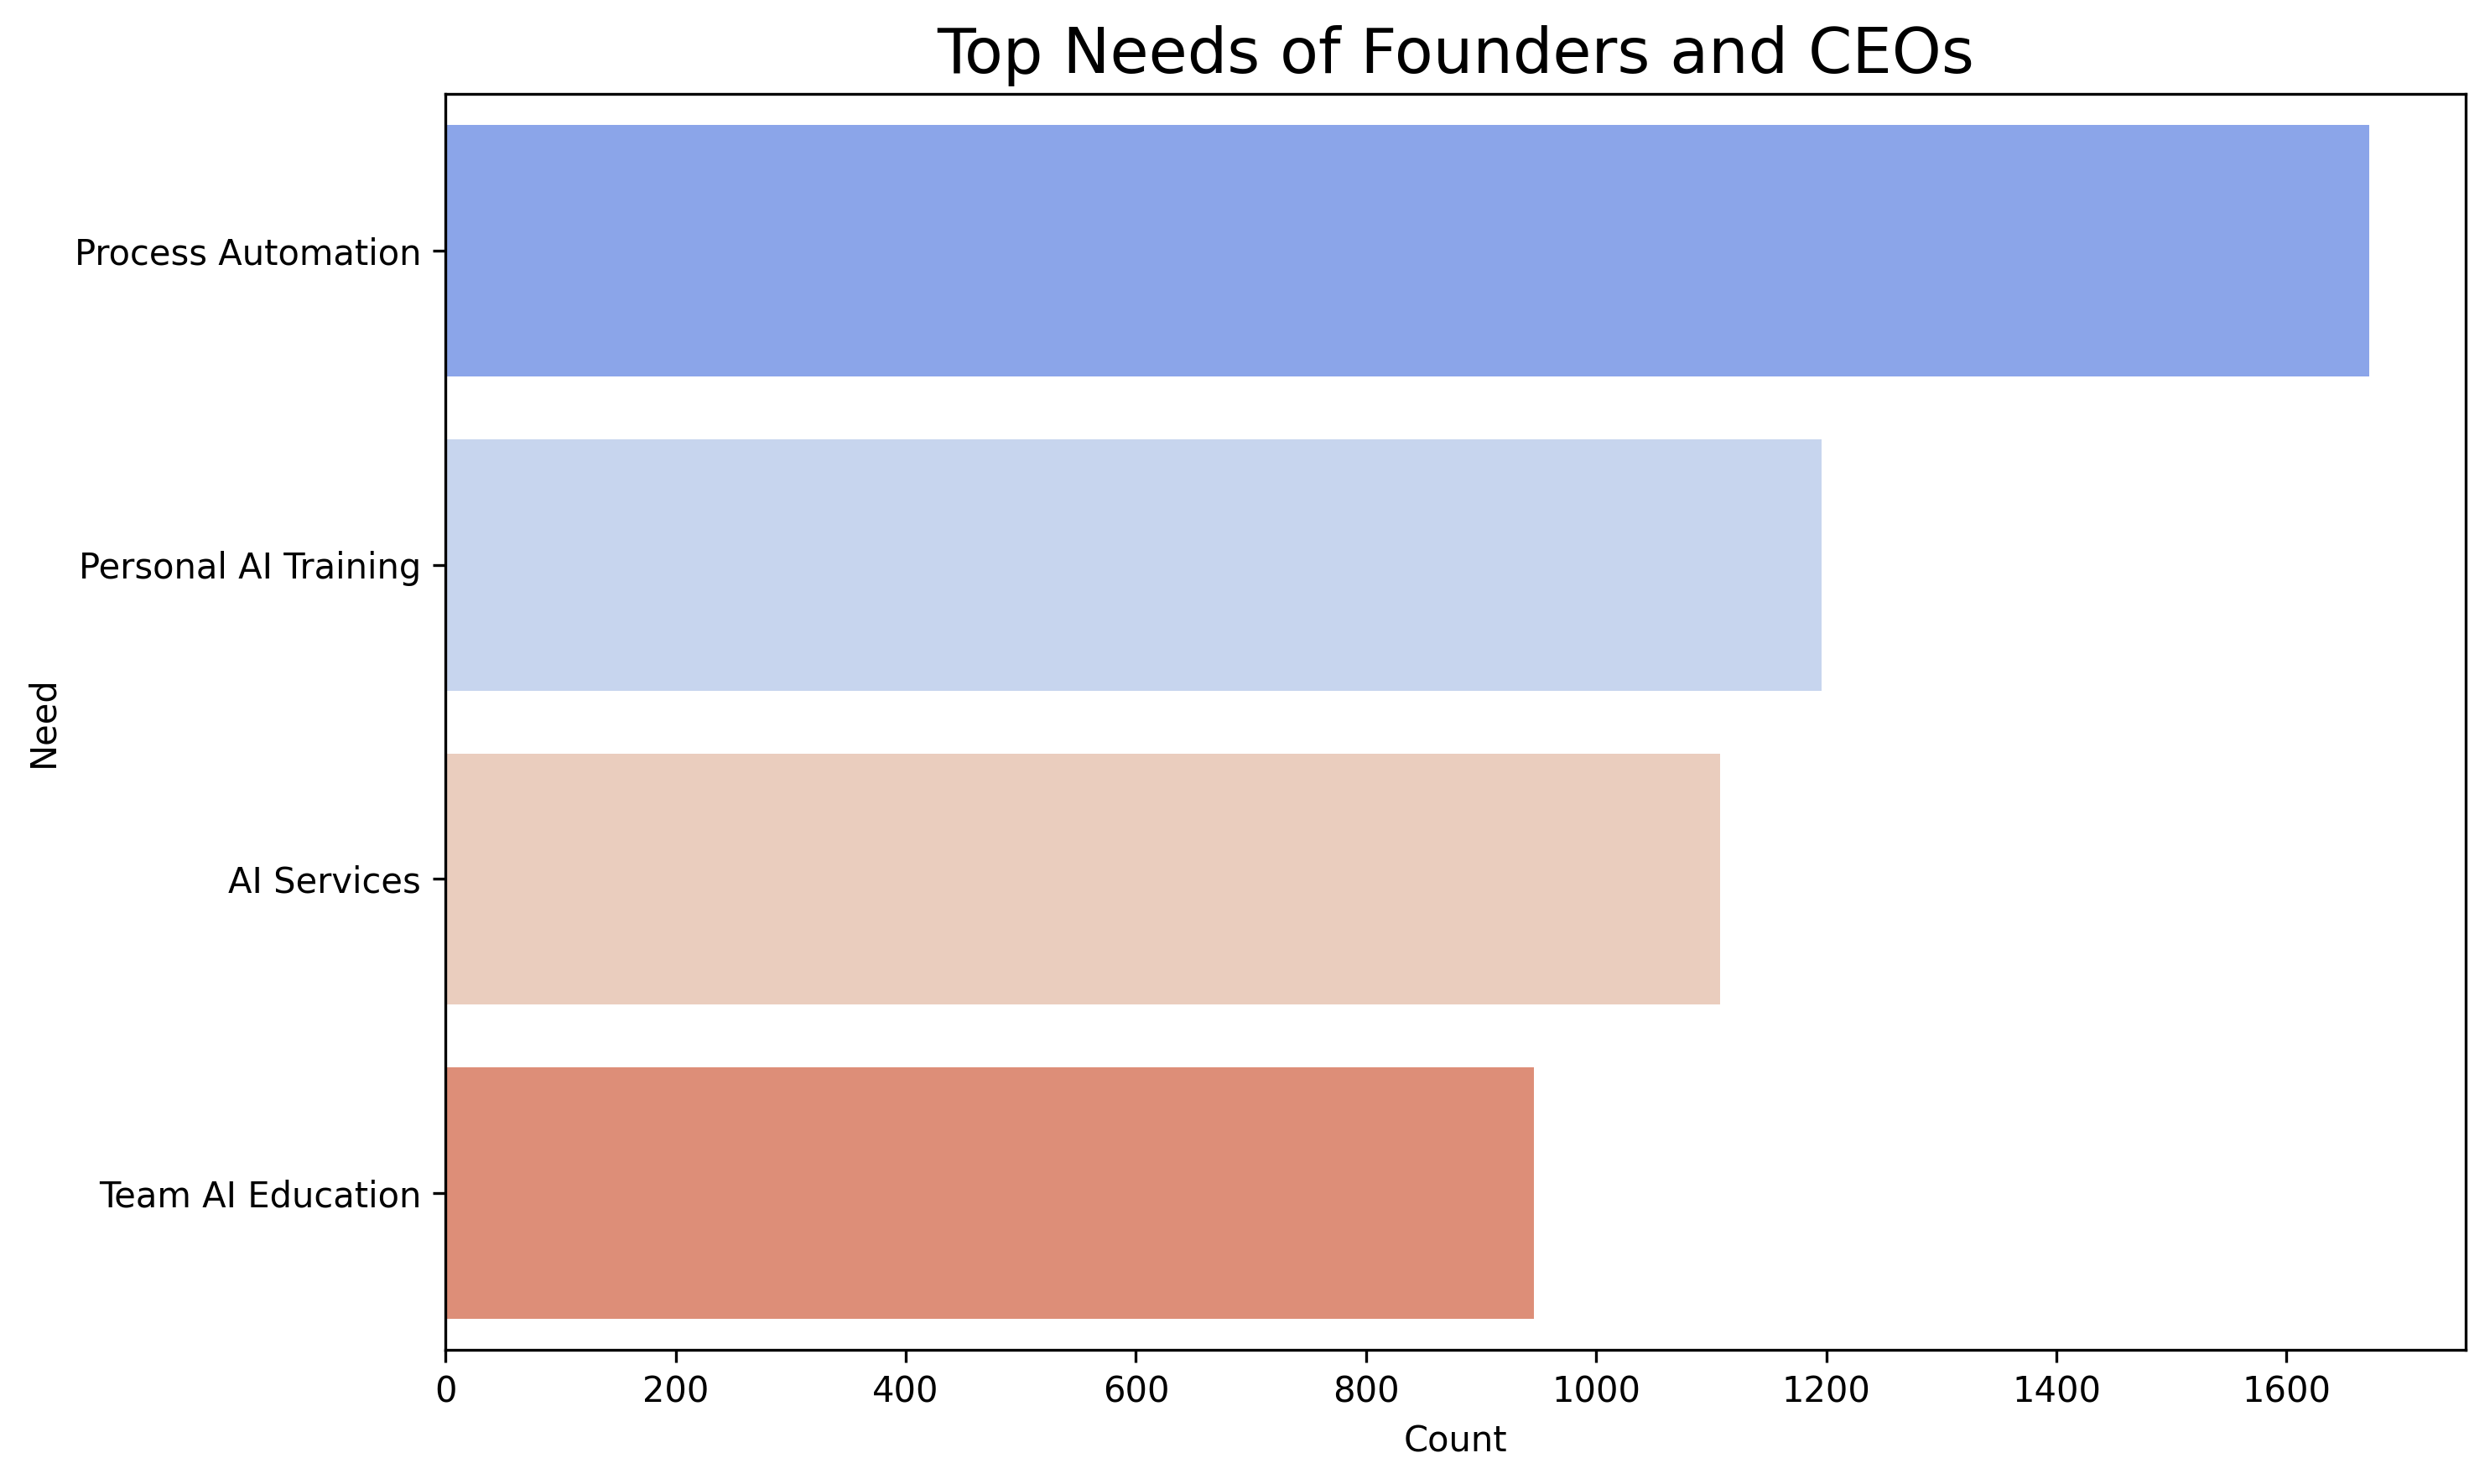 Top Needs of Founders and CEOs
Need
Process Automation
Personal AI Training
AI Services
Team AI Education
0 200 400 600 800 1000 1200 1400 1600
Count